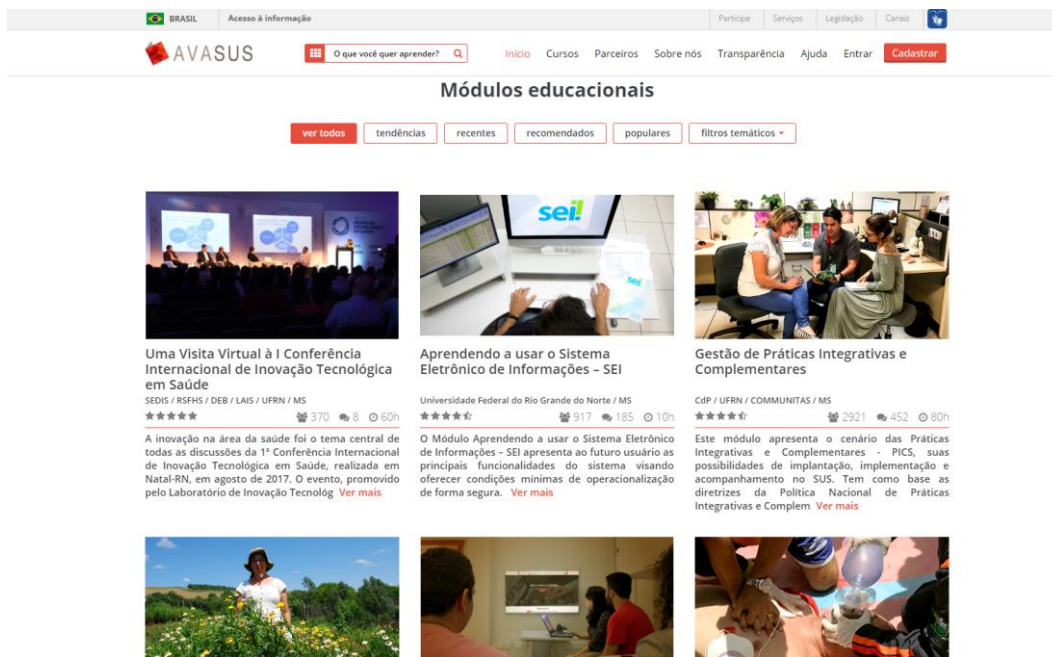 BRASIL Acesso à informação Participe Serviços Legislação Canais
AVASUS O que você quer aprender? Início Cursos Parceiros Sobre nós Transparência Ajuda Entrar Cadastrar
Módulos educacionais
ver todos tendências recentes recomendados populares filtros temáticos
sei!
sei!
Uma Visita Virtual à I Conferência
Internacional de Inovação Tecnológica
em Saúde
SEDIS / RSFHS / DEB / LAIS / UFRN / MS
370 8 60h
A inovação na área da saúde foi o tema central de
todas as discussões da 1ª Conferência Internacional
de Inovação Tecnológica em Saúde, realizada em
Natal-RN, em agosto de 2017. O evento, promovido
pelo Laboratório de Inovação Tecnológ Ver mais
Aprendendo a usar o Sistema
Eletrônico de Informações – SEI
Universidade Federal do Rio Grande do Norte / MS
917 185 10h
O Módulo Aprendendo a usar o Sistema Eletrônico
de Informações – SEI apresenta ao futuro usuário as
principais funcionalidades do sistema visando
oferecer condições mínimas de operacionalização
de forma segura. Ver mais
Gestão de Práticas Integrativas e
Complementares
CdP / UFRN / COMMUNITAS / MS
2921 452 80h
Este módulo apresenta o cenário das Práticas
Integrativas e Complementares - PICS, suas
possibilidades de implantação, implementação e
acompanhamento no SUS. Tem como base as
diretrizes da Política Nacional de Práticas
Integrativas e Complem Ver mais